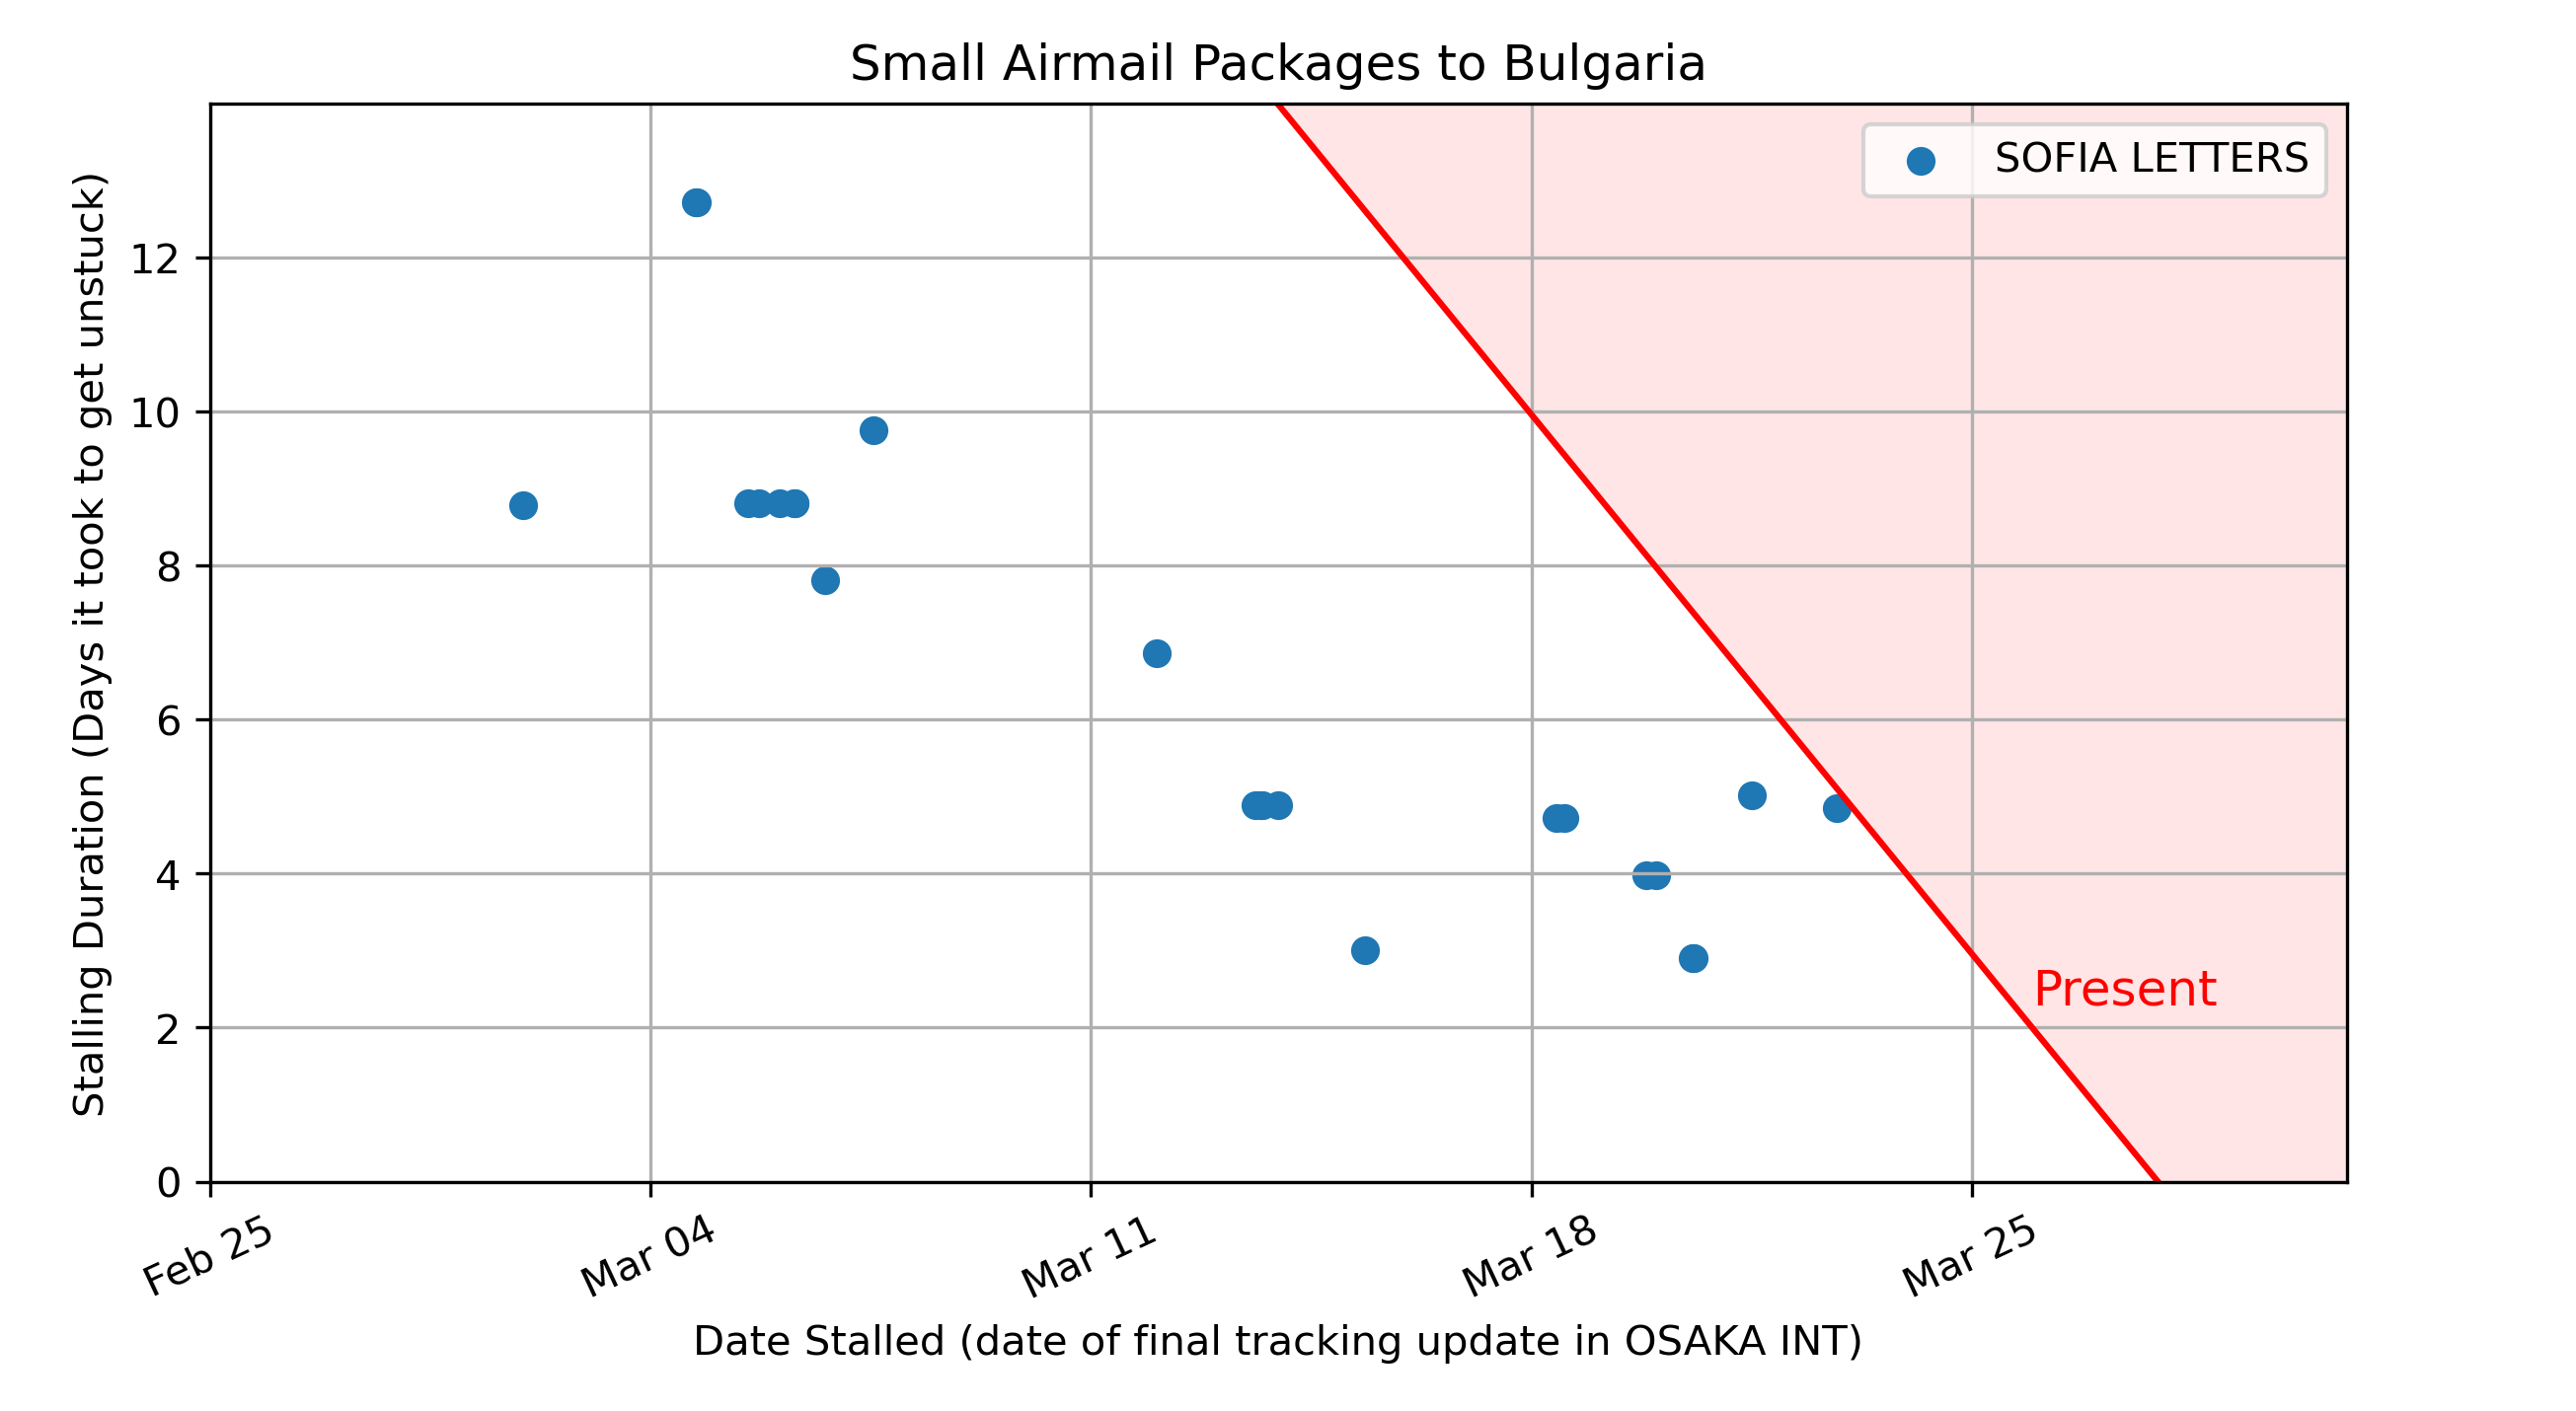 Small Airmail Packages to Bulgaria
SOFIA LETTERS
Stalling Duration (Days it took to get unstuck)
12
10
8
6
4
2
0
Present
Feb 25
Mar 04
Mar 11
Mar 18
Mar 25
Date Stalled (date of final tracking update in OSAKA INT)